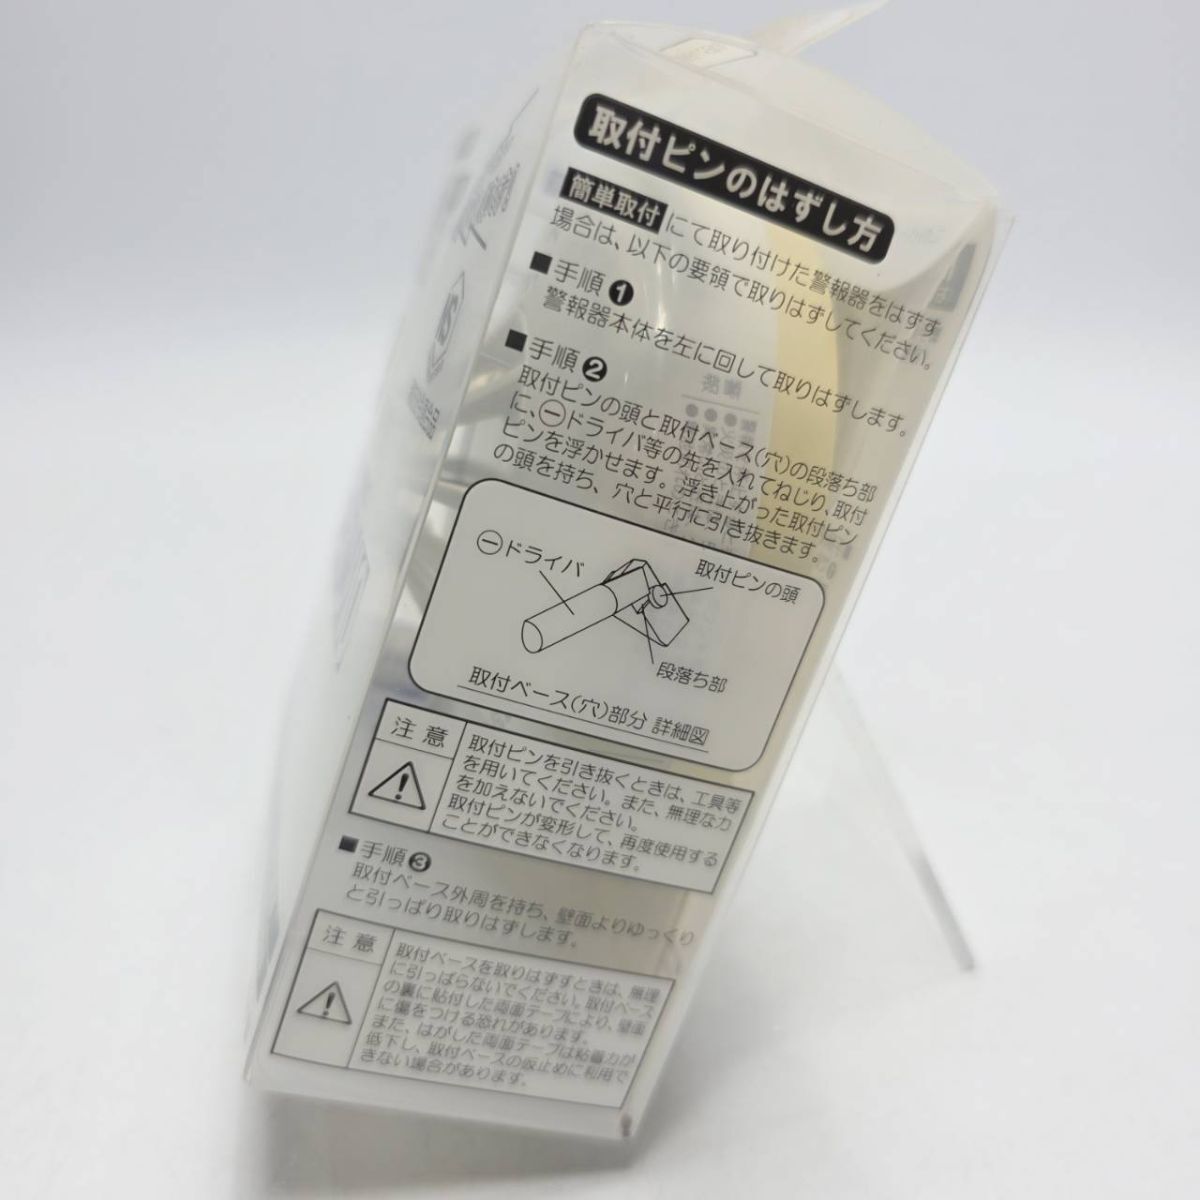 取付ピンのはずし方
簡単取付にて取り付けた警報器をはずす
場合は、以下の要領で取りはずしてください。
■手順❶
警報器本体を左に回して取りはずします。
■手順❷
取付ピンの頭と取付ベース(穴)の段落ち部
に、⊖ドライバ等の先を入れてねじり、取付
ピンを浮かせます。浮き上がった取付ピン
の頭を持ち、穴と平行に引き抜きます。
⊖ドライバ
取付ピンの頭
段落ち部
取付ベース(穴)部分 詳細図
注意
取付ピンを引き抜くときは、工具等
を用いてください。また、無理な力
を加えないでください。
取付ピンが変形して、再度使用する
ことができなくなります。
■手順❸
取付ベース外周を持ち、壁面よりゆっくり
と引っぱり取りはずします。
注意
取付ベースを取りはずすときは、無理
に引っぱらないでください。取付ベース
の裏に貼付した両面テープにより、壁面
に傷をつける恐れがあります。
また、はがした両面テープは粘着力が
低下し、取付ベースの仮止めに利用で
きない場合があります。